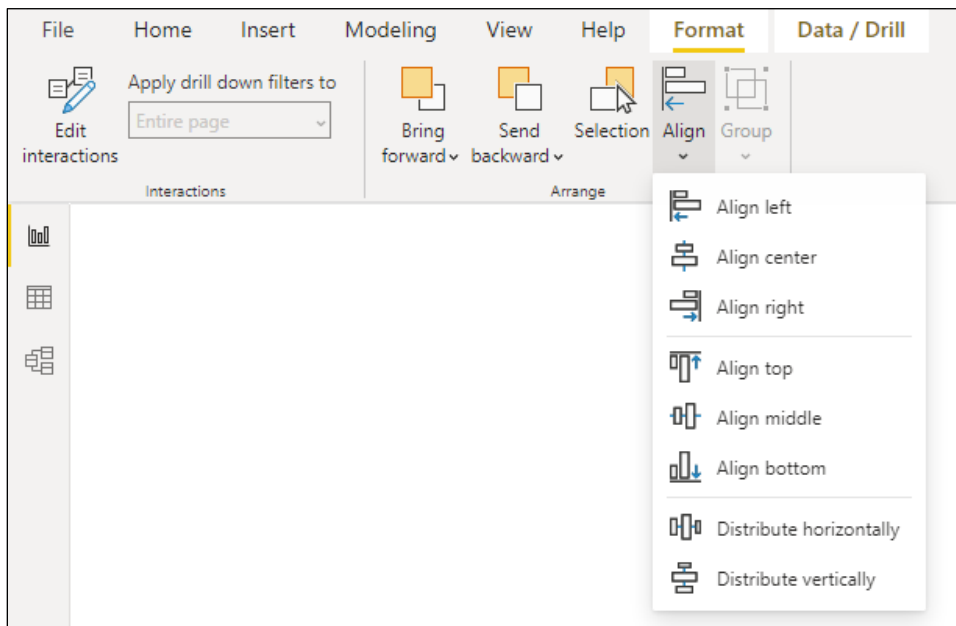 File Home Insert Modeling View Help Format Data / Drill
Apply drill down filters to
Entire page
Edit
interactions
Bring
forward
Send
backward
Selection
Align
Group
Interactions
Arrange
Align left
Align center
Align right
Align top
Align middle
Align bottom
Distribute horizontally
Distribute vertically